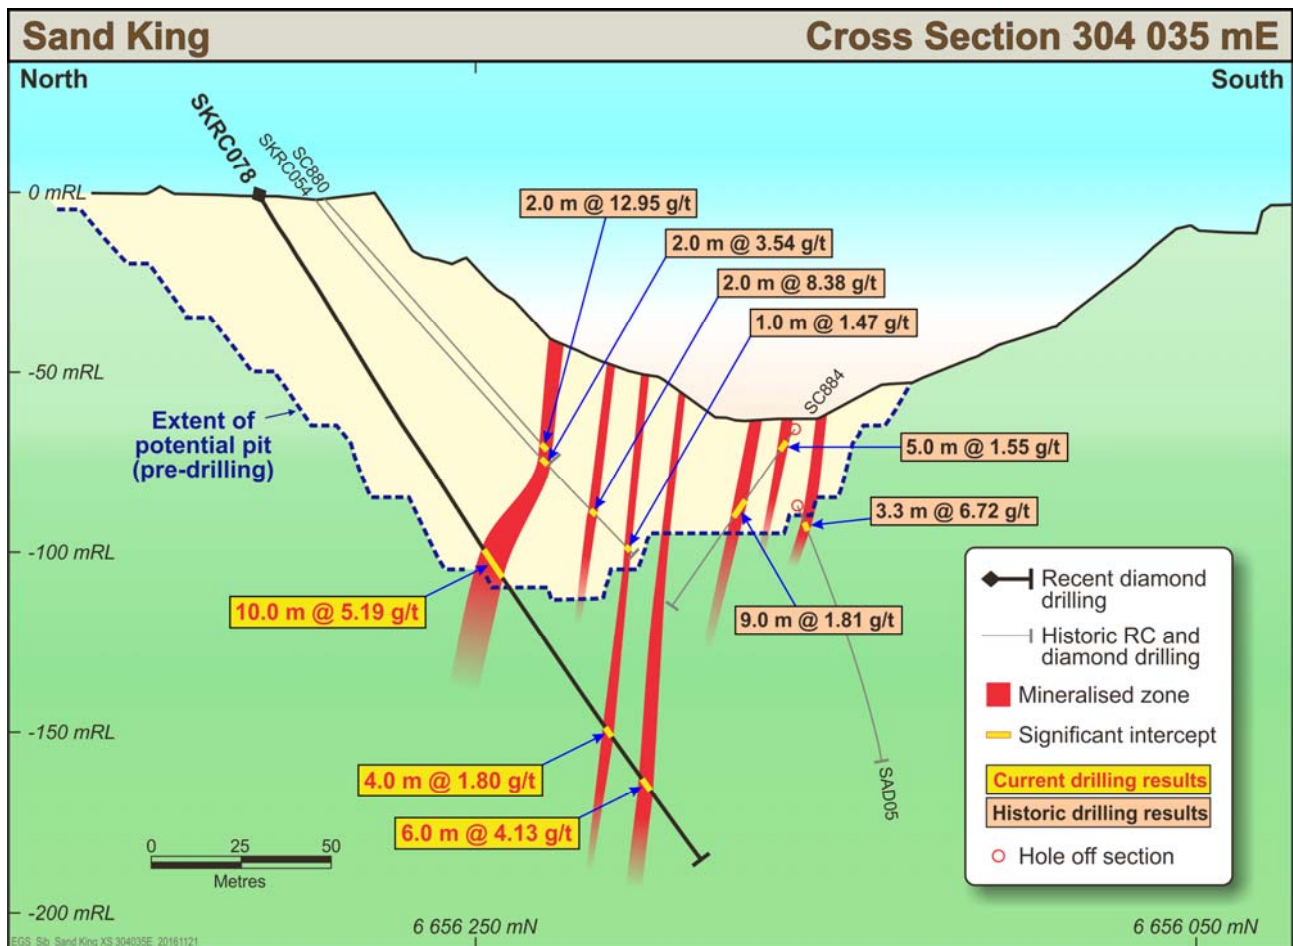 Sand King
Cross Section 304 035 mE
North
South
SKRC078
SKRC054
SC880
0 mRL
2.0 m @ 12.95 g/t
2.0 m @ 3.54 g/t
2.0 m @ 8.38 g/t
1.0 m @ 1.47 g/t
-50 mRL
SC884
Extent of
potential pit
(pre-drilling)
5.0 m @ 1.55 g/t
3.3 m @ 6.72 g/t
-100 mRL
10.0 m @ 5.19 g/t
9.0 m @ 1.81 g/t
Recent diamond
drilling
Historic RC and
diamond drilling
Mineralised zone
Significant intercept
Current drilling results
Historic drilling results
Hole off section
-150 mRL
4.0 m @ 1.80 g/t
6.0 m @ 4.13 g/t
SAD05
0 25 50
Metres
-200 mRL
6 656 250 mN
6 656 050 mN
EGS_Sib_Sand King XS 304035E_20161121